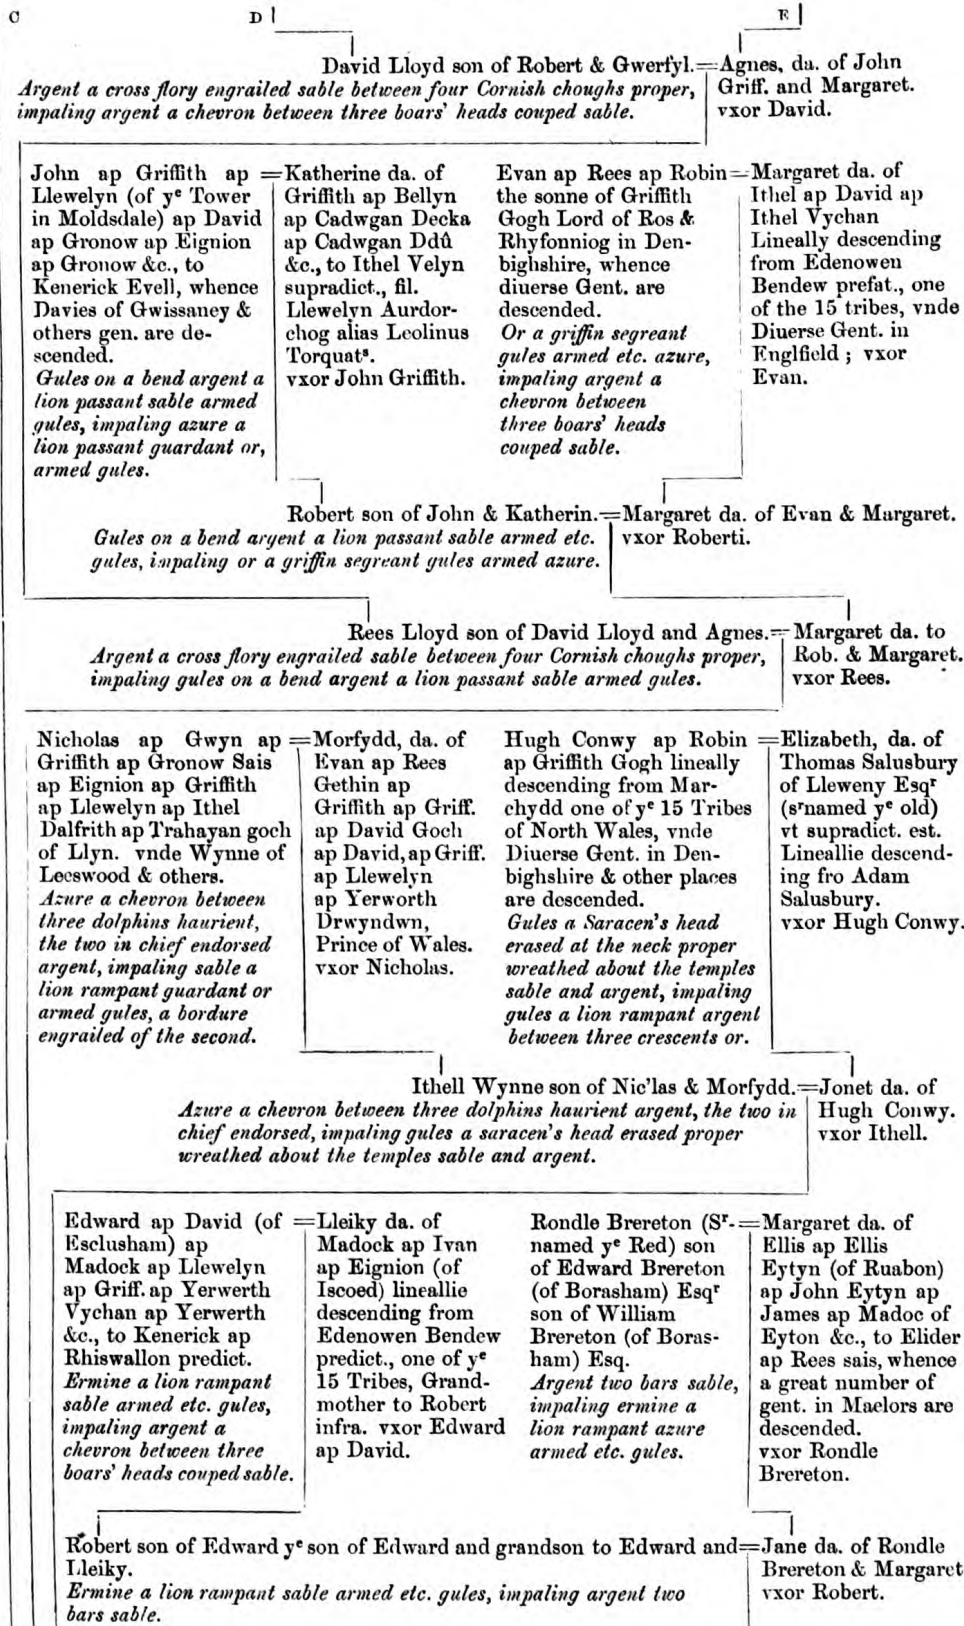 C D E
David Lloyd son of Robert & Gwerfyl.=Agnes, da. of John
Griff. and Margaret.
vxor David.
Argent a cross flory engrailed sable between four Cornish choughs proper,
impaling argent a chevron between three boars' heads couped sable.
John ap Griffith ap
Llewelyn (of yᵉ Tower
in Moldsdale) ap David
ap Gronow ap Eignion
ap Gronow &c., to
Kenerick Evell, whence
Davies of Gwissaney &
others gen. are de-
scended.
Gules on a bend argent a
lion passant sable armed
gules, impaling azure a
lion passant guardant or,
armed gules.
=Katherine da. of
Griffith ap Bellyn
ap Cadwgan Decka
ap Cadwgan Ddû
&c., to Ithel Velyn
supradict., fil.
Llewelyn Aurdor-
chog alias Leolinus
Torquatˢ.
vxor John Griffith.
Evan ap Rees ap Robin
the sonne of Griffith
Gogh Lord of Ros &
Rhyfonniog in Den-
bighshire, whence
diuerse Gent. are
descended.
Or a griffin segreant
gules armed etc. azure,
impaling argent a
chevron between
three boars' heads
couped sable.
=Margaret da. of
Ithel ap David ap
Ithel Vychan
Lineally descending
from Edenowen
Bendew prefat., one
of the 15 tribes, vnde
Diuerse Gent. in
Englfield ; vxor
Evan.
Robert son of John & Katherin.=Margaret da. of Evan & Margaret.
vxor Roberti.
Gules on a bend argent a lion passant sable armed etc.
gules, impaling or a griffin segreant gules armed azure.
Rees Lloyd son of David Lloyd and Agnes.=Margaret da. to
Rob. & Margaret.
vxor Rees.
Argent a cross flory engrailed sable between four Cornish choughs proper,
impaling gules on a bend argent a lion passant sable armed gules.
Nicholas ap Gwyn ap
Griffith ap Gronow Sais
ap Eignion ap Griffith
ap Llewelyn ap Ithel
Dalfrith ap Trahayan goch
of Llyn. vnde Wynne of
Leeswood & others.
Azure a chevron between
three dolphins haurient,
the two in chief endorsed
argent, impaling sable a
lion rampant guardant or
armed gules, a bordure
engrailed of the second.
=Morfydd, da. of
Evan ap Rees
Gethin ap
Griffith ap Griff.
ap David Goch
ap David, ap Griff.
ap Llewelyn
ap Yerworth
Drwyndwn,
Prince of Wales.
vxor Nicholas.
Hugh Conwy ap Robin
ap Griffith Gogh lineally
descending from Mar-
chydd one of yᵉ 15 Tribes
of North Wales, vnde
Diuerse Gent. in Den-
bighshire & other places
are descended.
Gules a Saracen's head
erased at the neck proper
wreathed about the temples
sable and argent, impaling
gules a lion rampant argent
between three crescents or.
=Elizabeth, da. of
Thomas Salusbury
of Lleweny Esqʳ
(sʳnamed yᵉ old)
vt supradict. est.
Lineallie descend-
ing fro Adam
Salusbury.
vxor Hugh Conwy.
Ithell Wynne son of Nic'las & Morfydd.=Jonet da. of
Hugh Conwy.
vxor Ithell.
Azure a chevron between three dolphins haurient argent, the two in
chief endorsed, impaling gules a saracen's head erased proper
wreathed about the temples sable and argent.
Edward ap David (of
Esclusham) ap
Madock ap Llewelyn
ap Griff. ap Yerwerth
Vychan ap Yerwerth
&c., to Kenerick ap
Rhiswallon predict.
Ermine a lion rampant
sable armed etc. gules,
impaling argent a
chevron between three
boars' heads couped sable.
=Lleiky da. of
Madock ap Ivan
ap Eignion (of
Iscoed) lineallie
descending from
Edenowen Bendew
predict., one of yᵉ
15 Tribes, Grand-
mother to Robert
infra. vxor Edward
ap David.
Rondle Brereton (Sʳ-
named yᵉ Red) son
of Edward Brereton
(of Borasham) Esqʳ
son of William
Brereton (of Boras-
ham) Esq.
Argent two bars sable,
impaling ermine a
lion rampant azure
armed etc. gules.
=Margaret da. of
Ellis ap Ellis
Eytyn (of Ruabon)
ap John Eytyn ap
James ap Madoc of
Eyton &c., to Elider
ap Rees sais, whence
a great number of
gent. in Maelors are
descended.
vxor Rondle
Brereton.
Robert son of Edward yᵉ son of Edward and grandson to Edward and=Jane da. of Rondle
Lleiky. Brereton & Margaret
vxor Robert.
Ermine a lion rampant sable armed etc. gules, impaling argent two
bars sable.